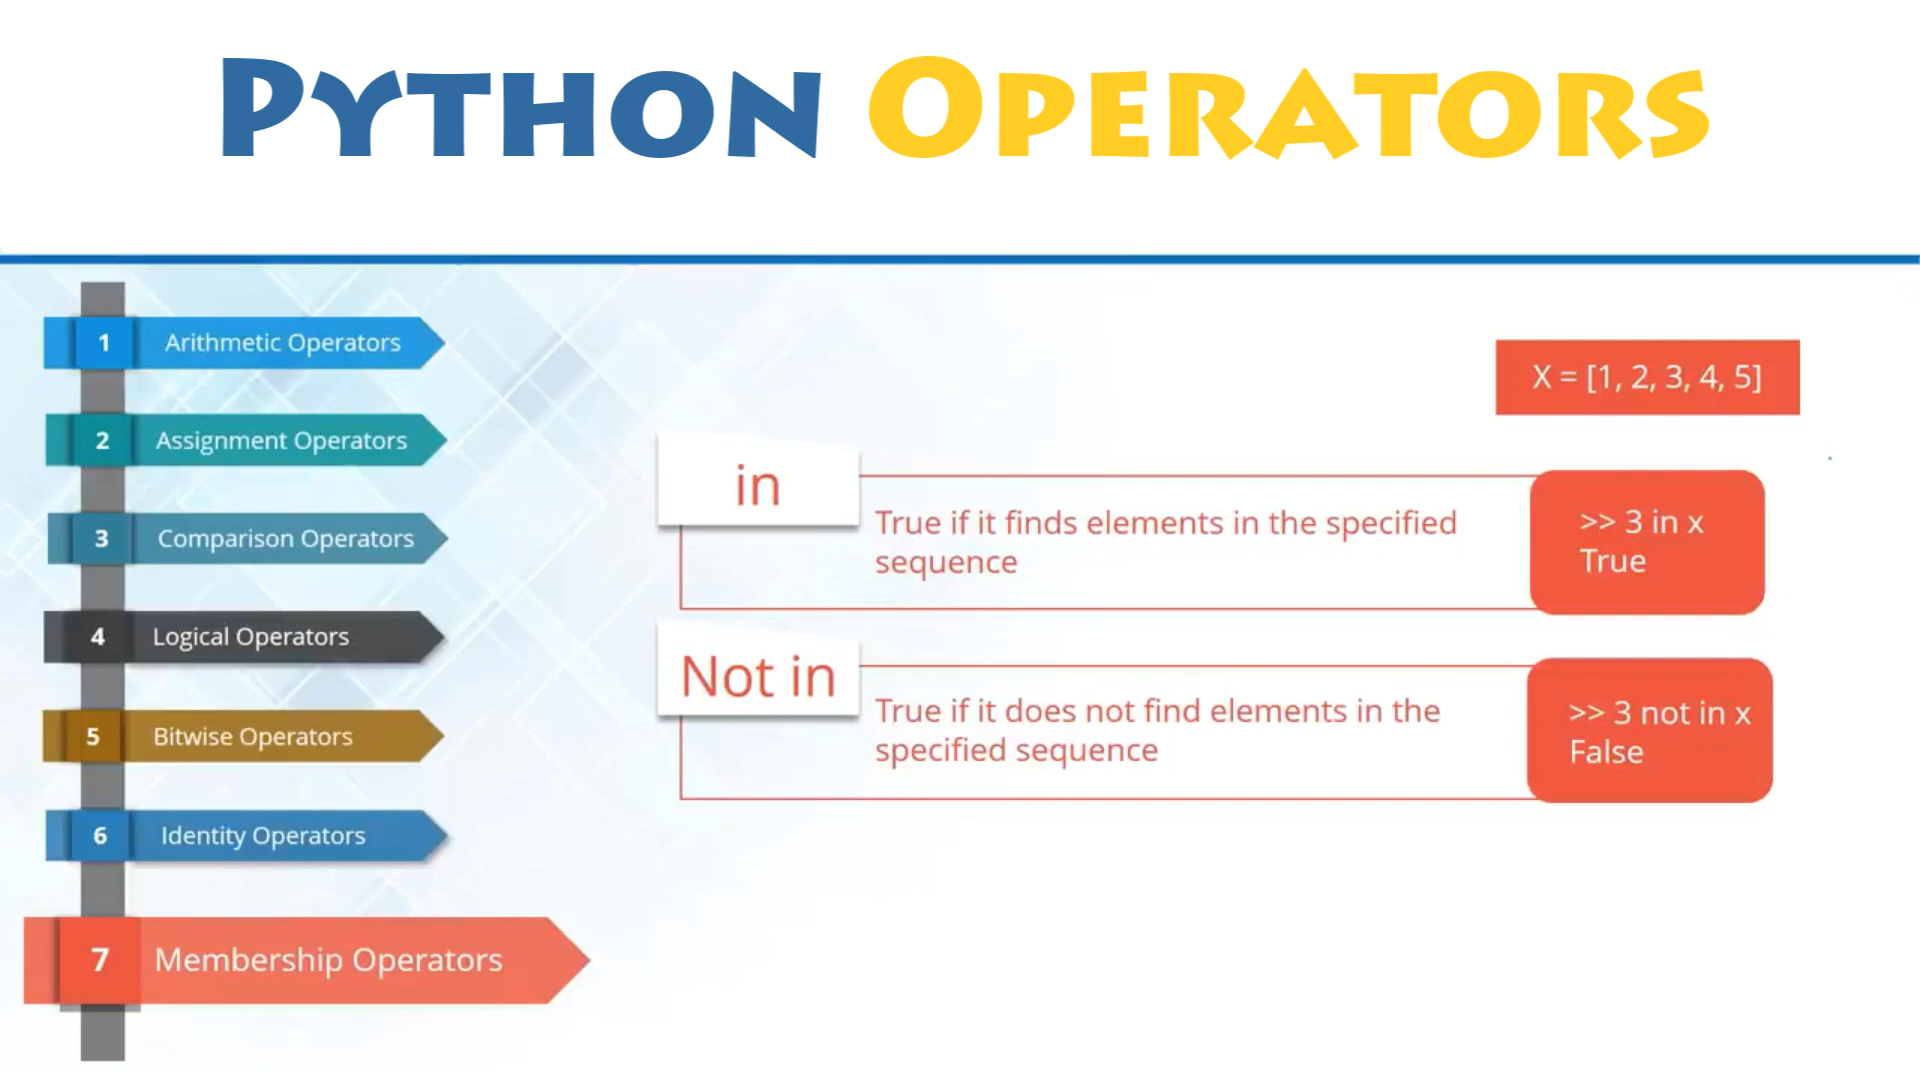 PYTHON OPERATORS
1 Arithmetic Operators
2 Assignment Operators
3 Comparison Operators
4 Logical Operators
5 Bitwise Operators
6 Identity Operators
7 Membership Operators
X = [1, 2, 3, 4, 5]
in
True if it finds elements in the specified
sequence
>> 3 in x
True
Not in
True if it does not find elements in the
specified sequence
>> 3 not in x
False